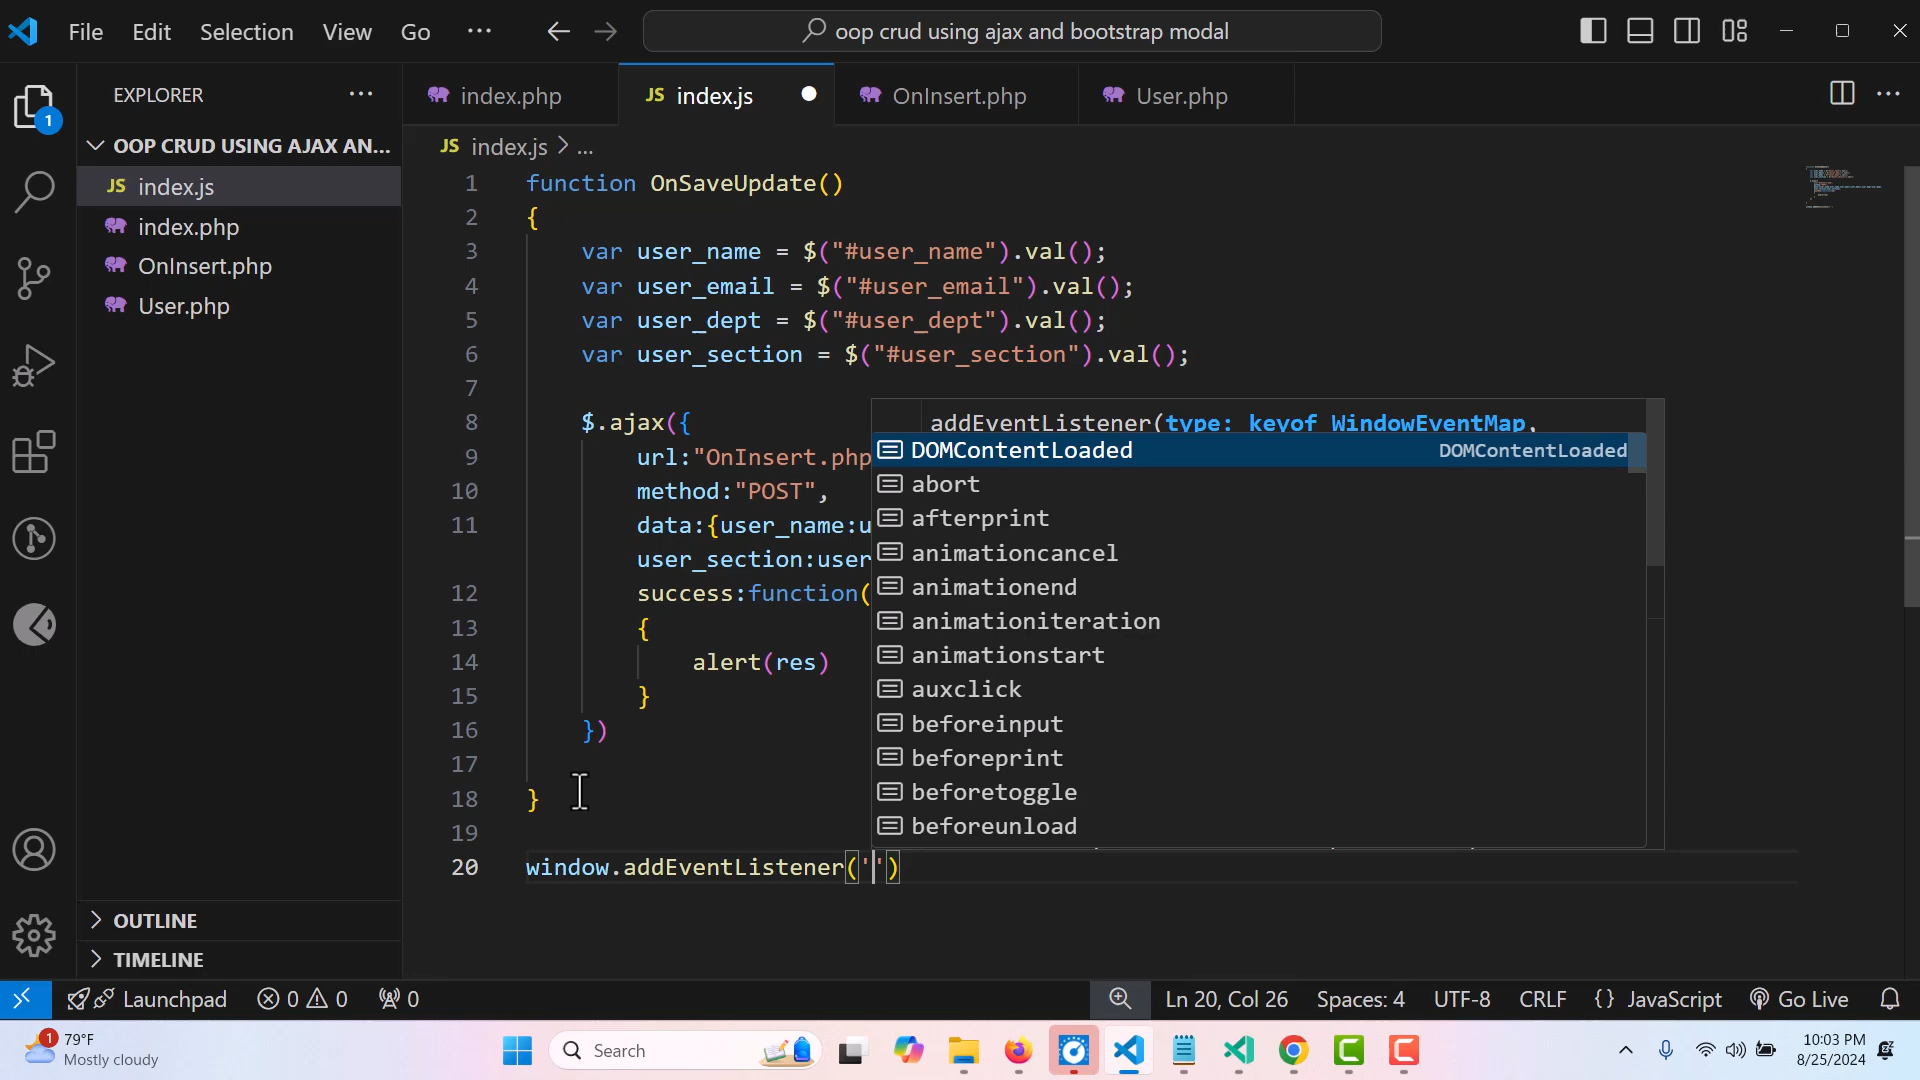 File Edit Selection View Go ... oop crud using ajax and bootstrap modal
EXPLORER
1
OOP CRUD USING AJAX AN...
JS index.js
index.php
OnInsert.php
User.php
OUTLINE
TIMELINE
index.php JS index.js OnInsert.php User.php
JS index.js > ...
1 function OnSaveUpdate()
2 {
3 var user_name = $("#user_name").val();
4 var user_email = $("#user_email").val();
5 var user_dept = $("#user_dept").val();
6 var user_section = $("#user_section").val();
7
8 $.ajax({
9 url:"OnInsert.php
10 method:"POST",
11 data:{user_name:u
user_section:user
12 success:function(
13 {
14 alert(res)
15 }
16 })
17
18 }
19
20 window.addEventListener('')
addEventListener(type: keyof WindowEventMap,
DOMContentLoaded DOMContentLoaded
abort
afterprint
animationcancel
animationend
animationiteration
animationstart
auxclick
beforeinput
beforeprint
beforetoggle
beforeunload
Launchpad 0 0 0 Ln 20, Col 26 Spaces: 4 UTF-8 CRLF {} JavaScript Go Live
1 79°F
Mostly cloudy
Search
10:03 PM
8/25/2024